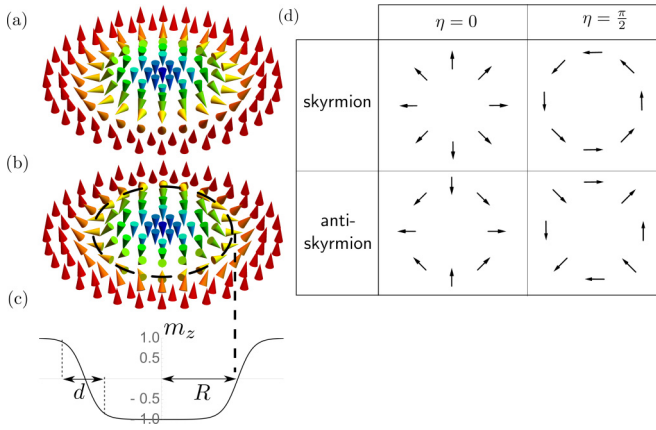 (a)
(b)
(c)
m_z
1.0
0.5
- 0.5
- 1.0
d
R
(d)
η = 0
η = π/2
skyrmion
anti-
skyrmion